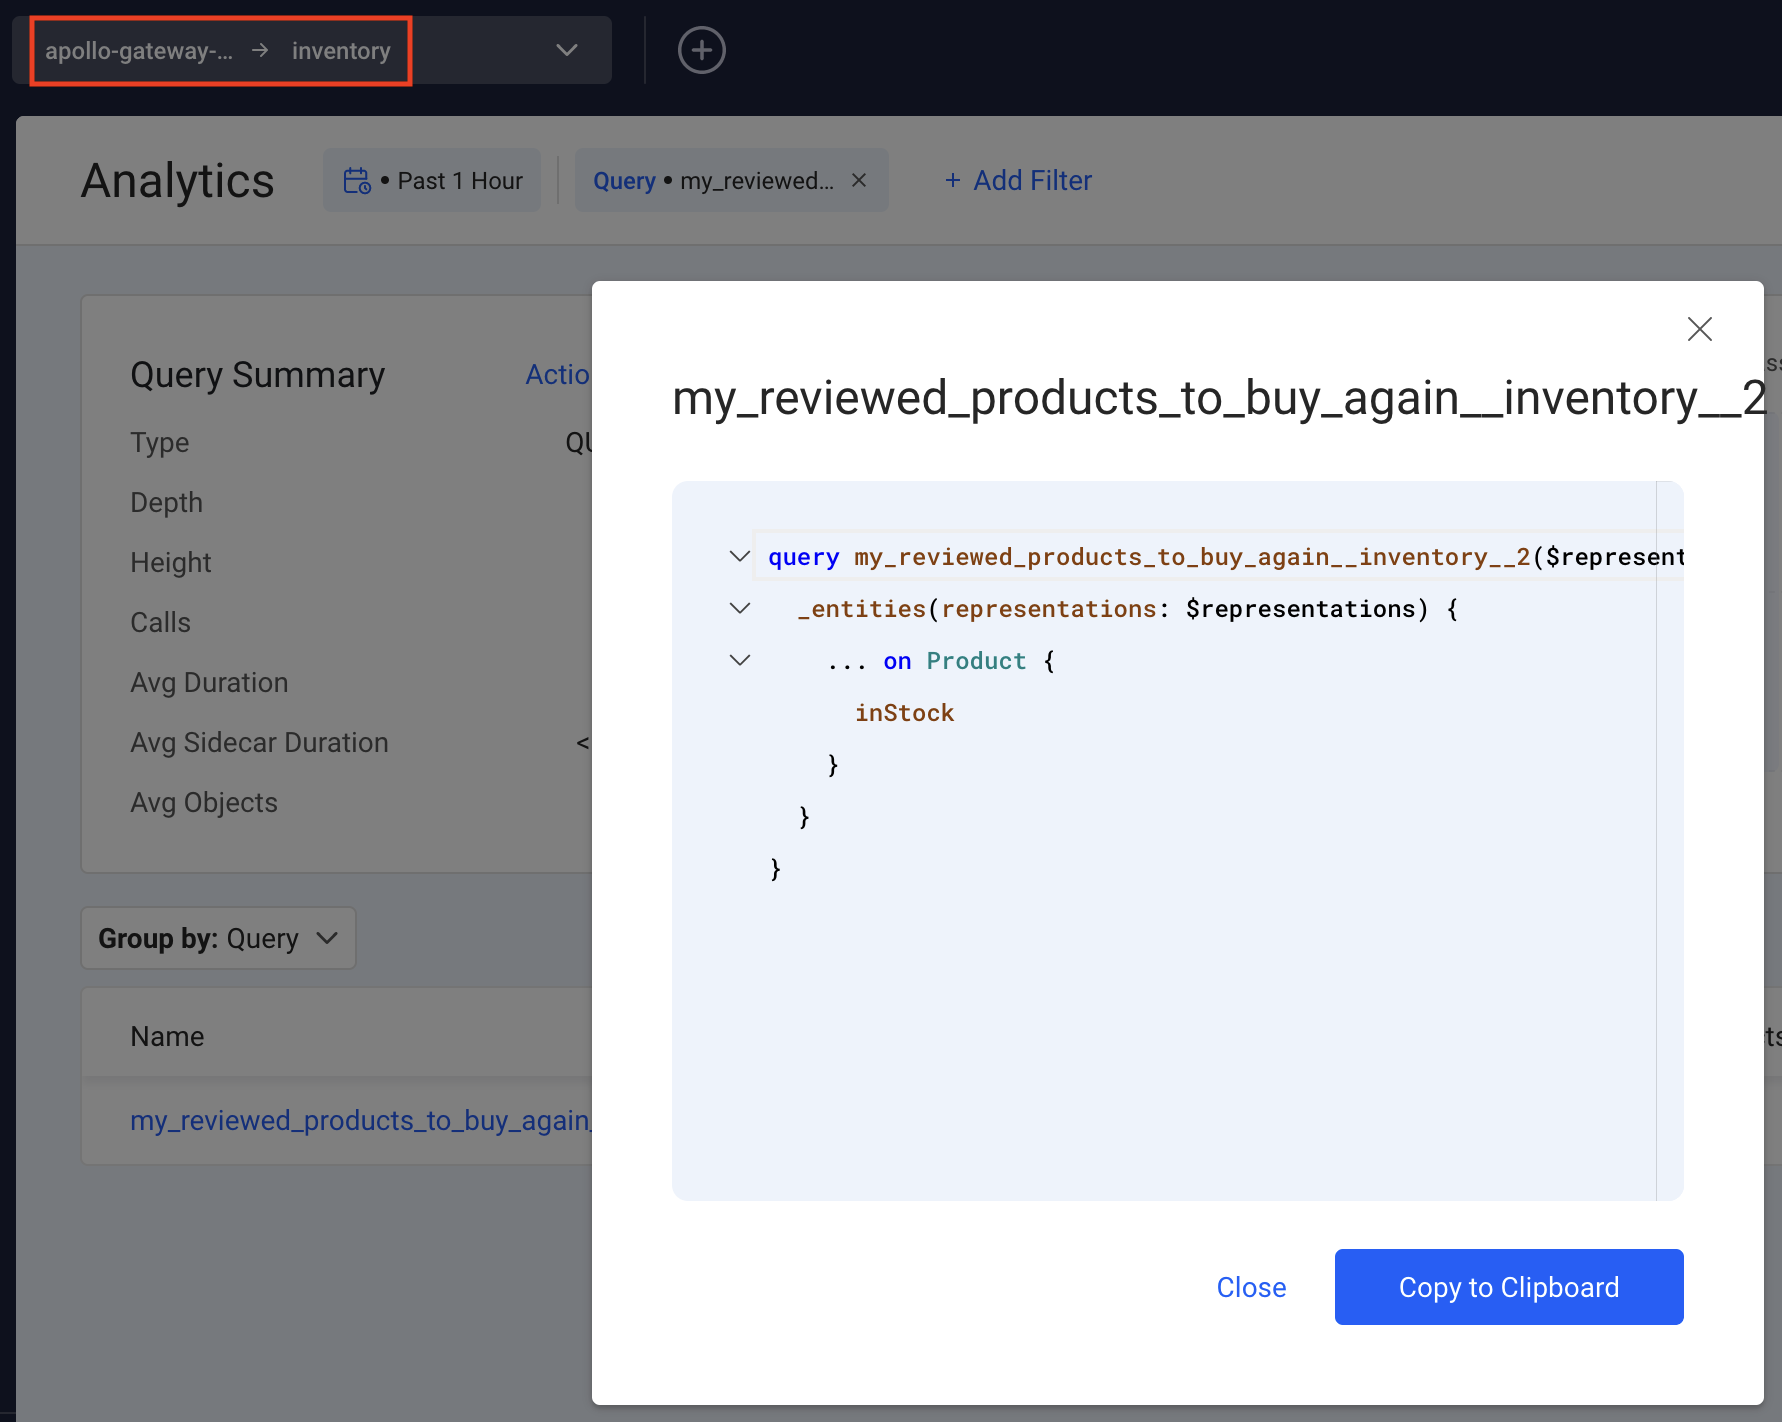 apollo-gateway-... → inventory
Analytics
• Past 1 Hour
Query • my_reviewed... ×
+ Add Filter
Query Summary
Actio
Type
QU
Depth
Height
Calls
Avg Duration
Avg Sidecar Duration
<
Avg Objects
Group by: Query
Name
my_reviewed_products_to_buy_again_
my_reviewed_products_to_buy_again__inventory__2
query my_reviewed_products_to_buy_again__inventory__2($represent
_entities(representations: $representations) {
... on Product {
inStock
}
}
}
Close
Copy to Clipboard